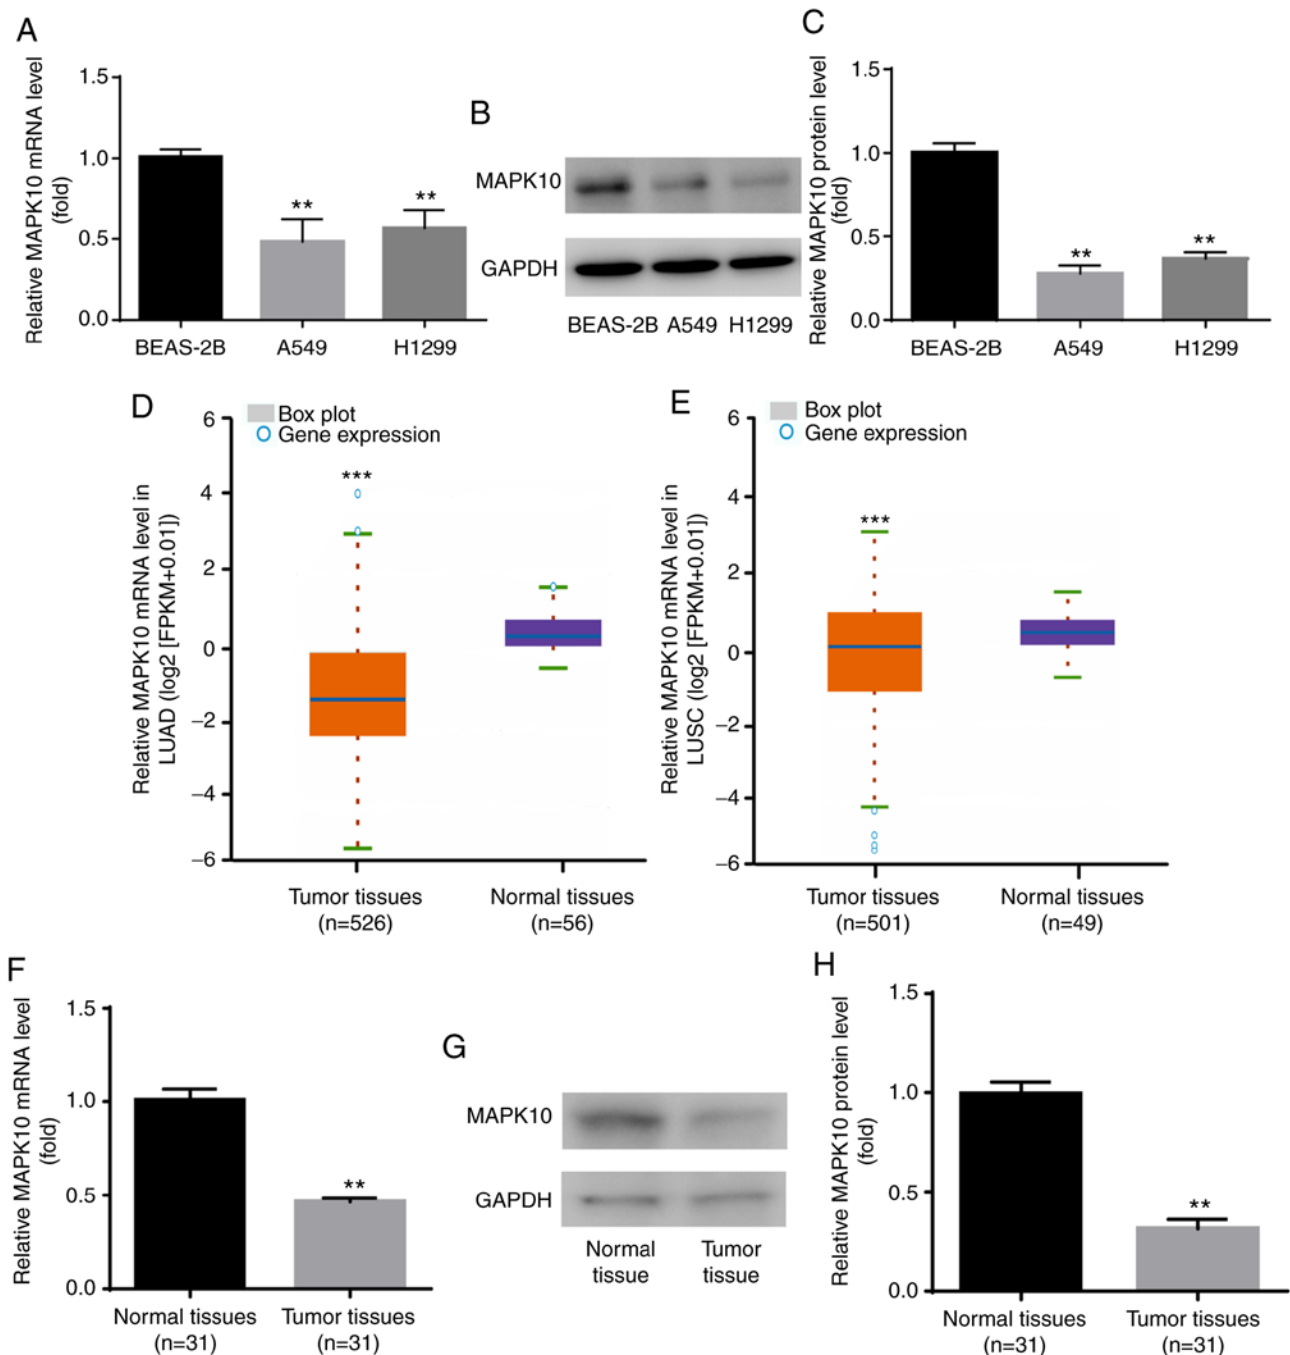 A
Relative MAPK10 mRNA level
(fold)
1.5
1.0
0.5
0.0
**
**
BEAS-2B
A549
H1299
B
MAPK10
GAPDH
BEAS-2B A549 H1299
C
Relative MAPK10 protein level
(fold)
1.5
1.0
0.5
0.0
**
**
BEAS-2B
A549
H1299
D
Relative MAPK10 mRNA level in
LUAD (log2 [FPKM+0.01])
Box plot
Gene expression
6
4
2
0
−2
−4
−6
***
Tumor tissues
(n=526)
Normal tissues
(n=56)
E
Relative MAPK10 mRNA level in
LUSC (log2 [FPKM+0.01])
Box plot
Gene expression
6
4
2
0
−2
−4
−6
***
Tumor tissues
(n=501)
Normal tissues
(n=49)
F
Relative MAPK10 mRNA level
(fold)
1.5
1.0
0.5
0.0
**
Normal tissues
(n=31)
Tumor tissues
(n=31)
G
MAPK10
GAPDH
Normal
tissue
Tumor
tissue
H
Relative MAPK10 protein level
(fold)
1.5
1.0
0.5
0.0
**
Normal tissues
(n=31)
Tumor tissues
(n=31)